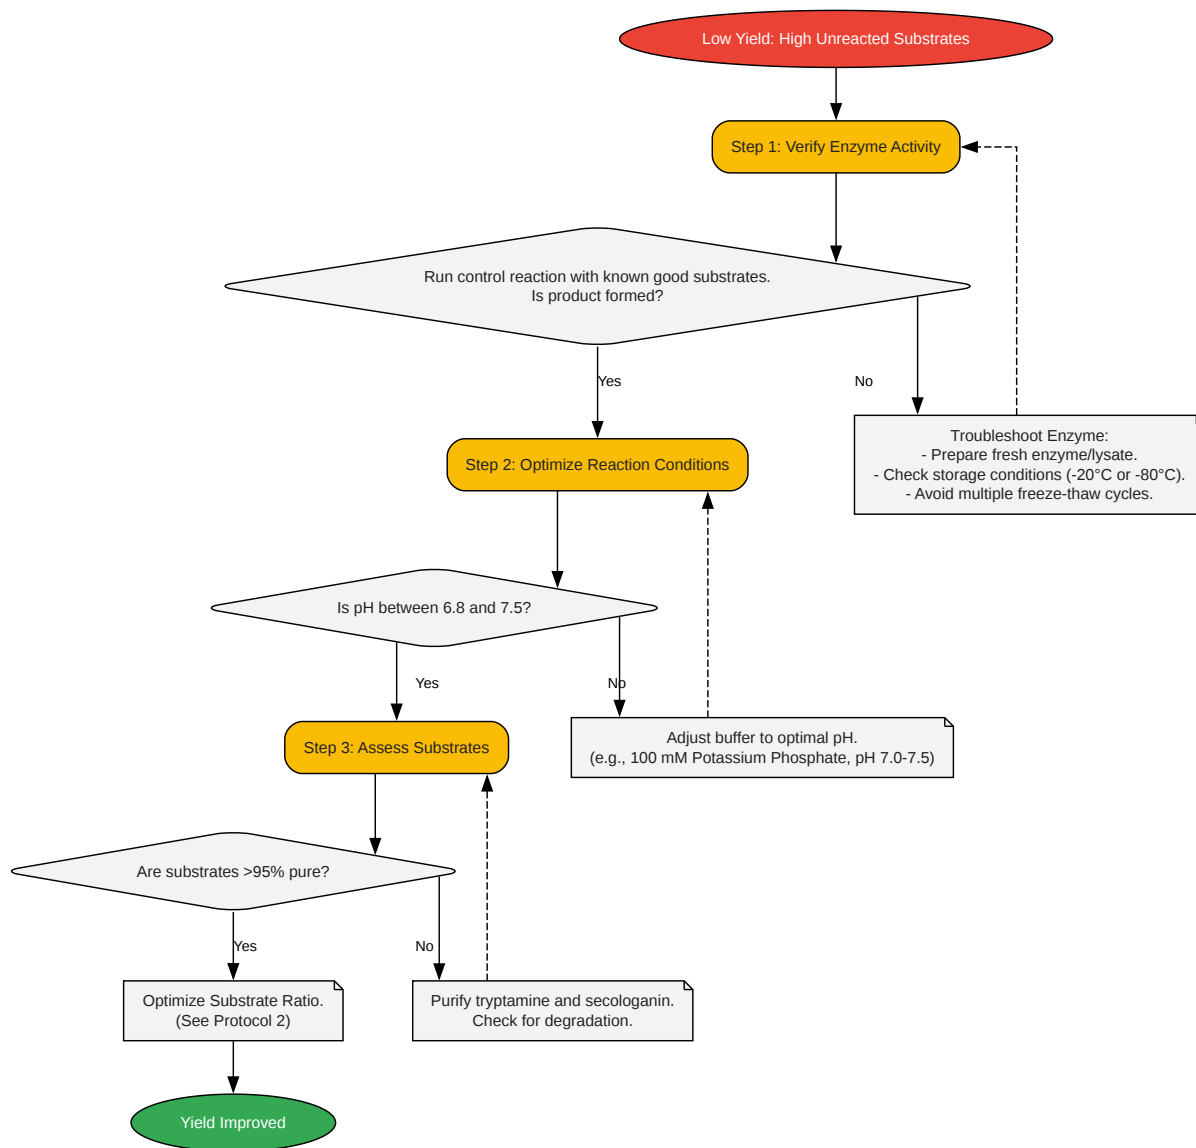 Low Yield: High Unreacted Substrates
Step 1: Verify Enzyme Activity
Run control reaction with known good substrates.
Is product formed?
Yes
No
Troubleshoot Enzyme:
- Prepare fresh enzyme/lysate.
- Check storage conditions (-20°C or -80°C).
- Avoid multiple freeze-thaw cycles.
Step 2: Optimize Reaction Conditions
Is pH between 6.8 and 7.5?
Yes
No
Adjust buffer to optimal pH.
(e.g., 100 mM Potassium Phosphate, pH 7.0-7.5)
Step 3: Assess Substrates
Are substrates >95% pure?
Yes
No
Optimize Substrate Ratio.
(See Protocol 2)
Purify tryptamine and secologanin.
Check for degradation.
Yield Improved